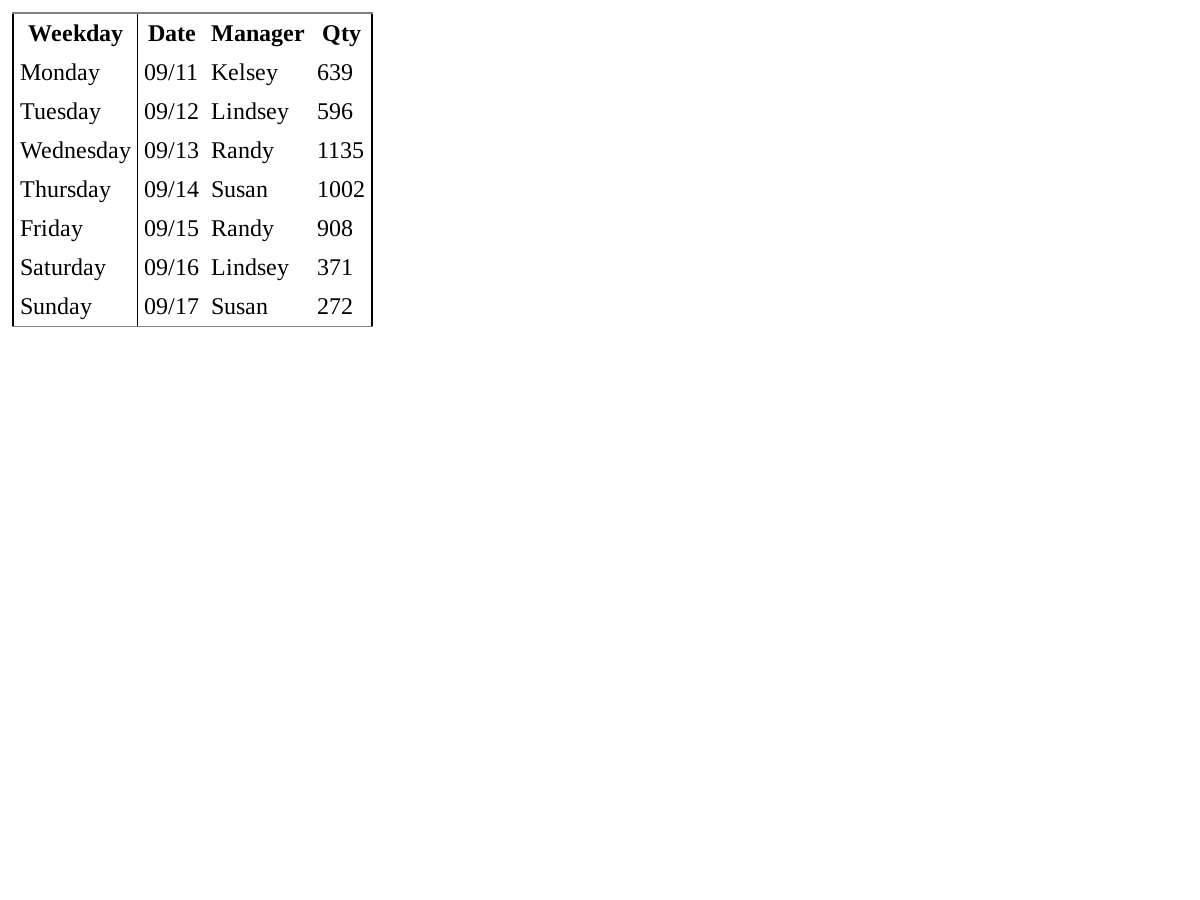 Weekday Date Manager Qty
Monday 09/11 Kelsey 639
Tuesday 09/12 Lindsey 596
Wednesday 09/13 Randy 1135
Thursday 09/14 Susan 1002
Friday 09/15 Randy 908
Saturday 09/16 Lindsey 371
Sunday 09/17 Susan 272